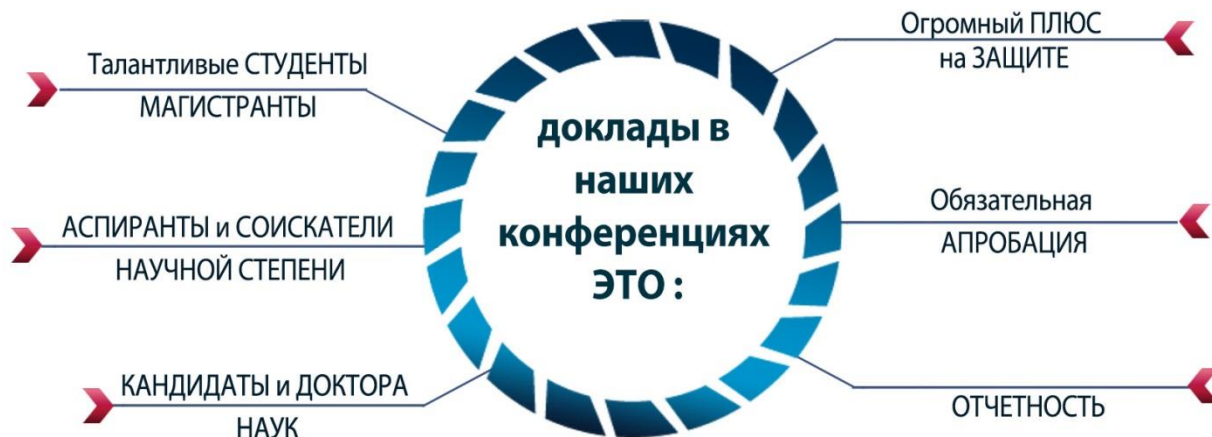 Талантливые СТУДЕНТЫ
МАГИСТРАНТЫ
АСПИРАНТЫ и СОИСКАТЕЛИ
НАУЧНОЙ СТЕПЕНИ
КАНДИДАТЫ и ДОКТОРА
НАУК
доклады в
наших
конференциях
ЭТО :
Огромный ПЛЮС
на ЗАЩИТЕ
Обязательная
АПРОБАЦИЯ
ОТЧЕТНОСТЬ